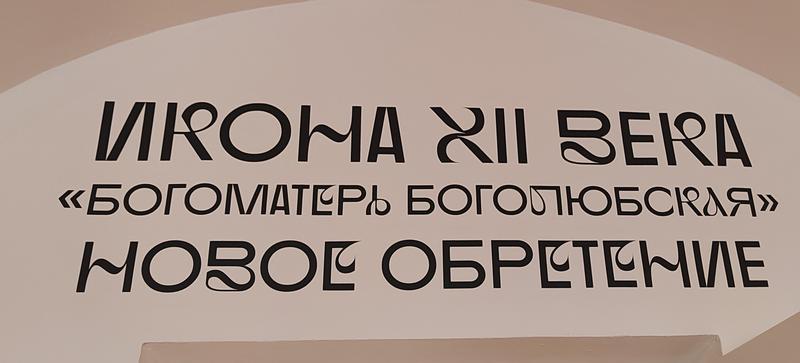 ИКОНА XII ВЕКА
«БОГОМАТЕРЬ БОГОЛЮБСКАЯ»
НОВОЕ ОБРЕТЕНИЕ